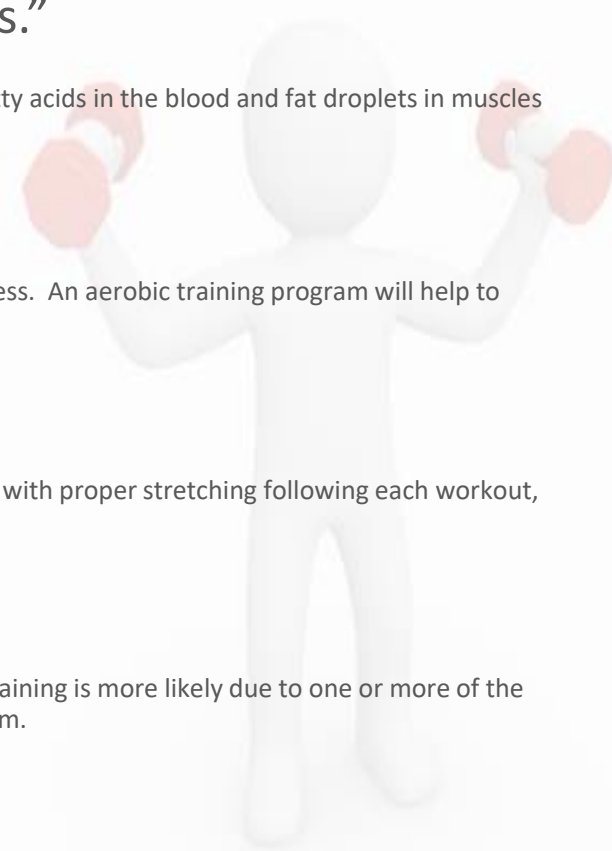 s.”
tty acids in the blood and fat droplets in muscles
ess.  An aerobic training program will help to
with proper stretching following each workout,
aining is more likely due to one or more of the
m.